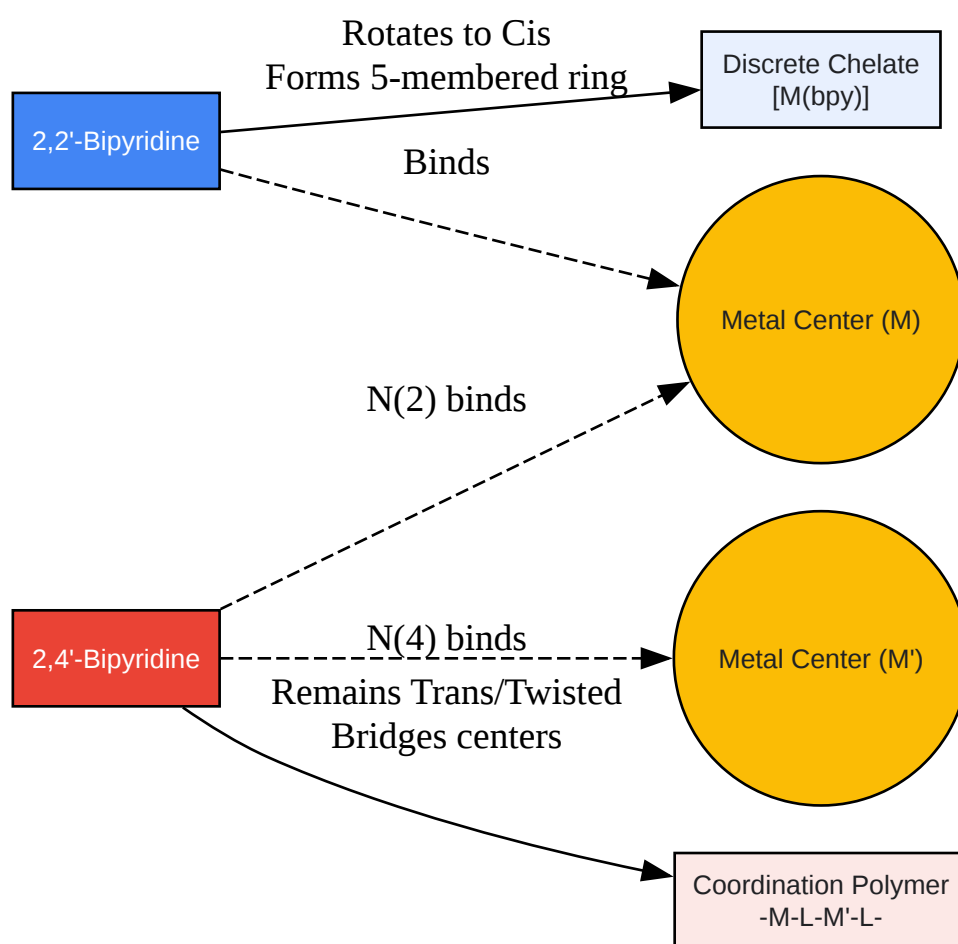 Rotates to Cis
Forms 5-membered ring
Discrete Chelate
[M(bpy)]
2,2'-Bipyridine
Binds
Metal Center (M)
N(2) binds
2,4'-Bipyridine
N(4) binds
Metal Center (M')
Remains Trans/Twisted
Bridges centers
Coordination Polymer
-M-L-M'-L-